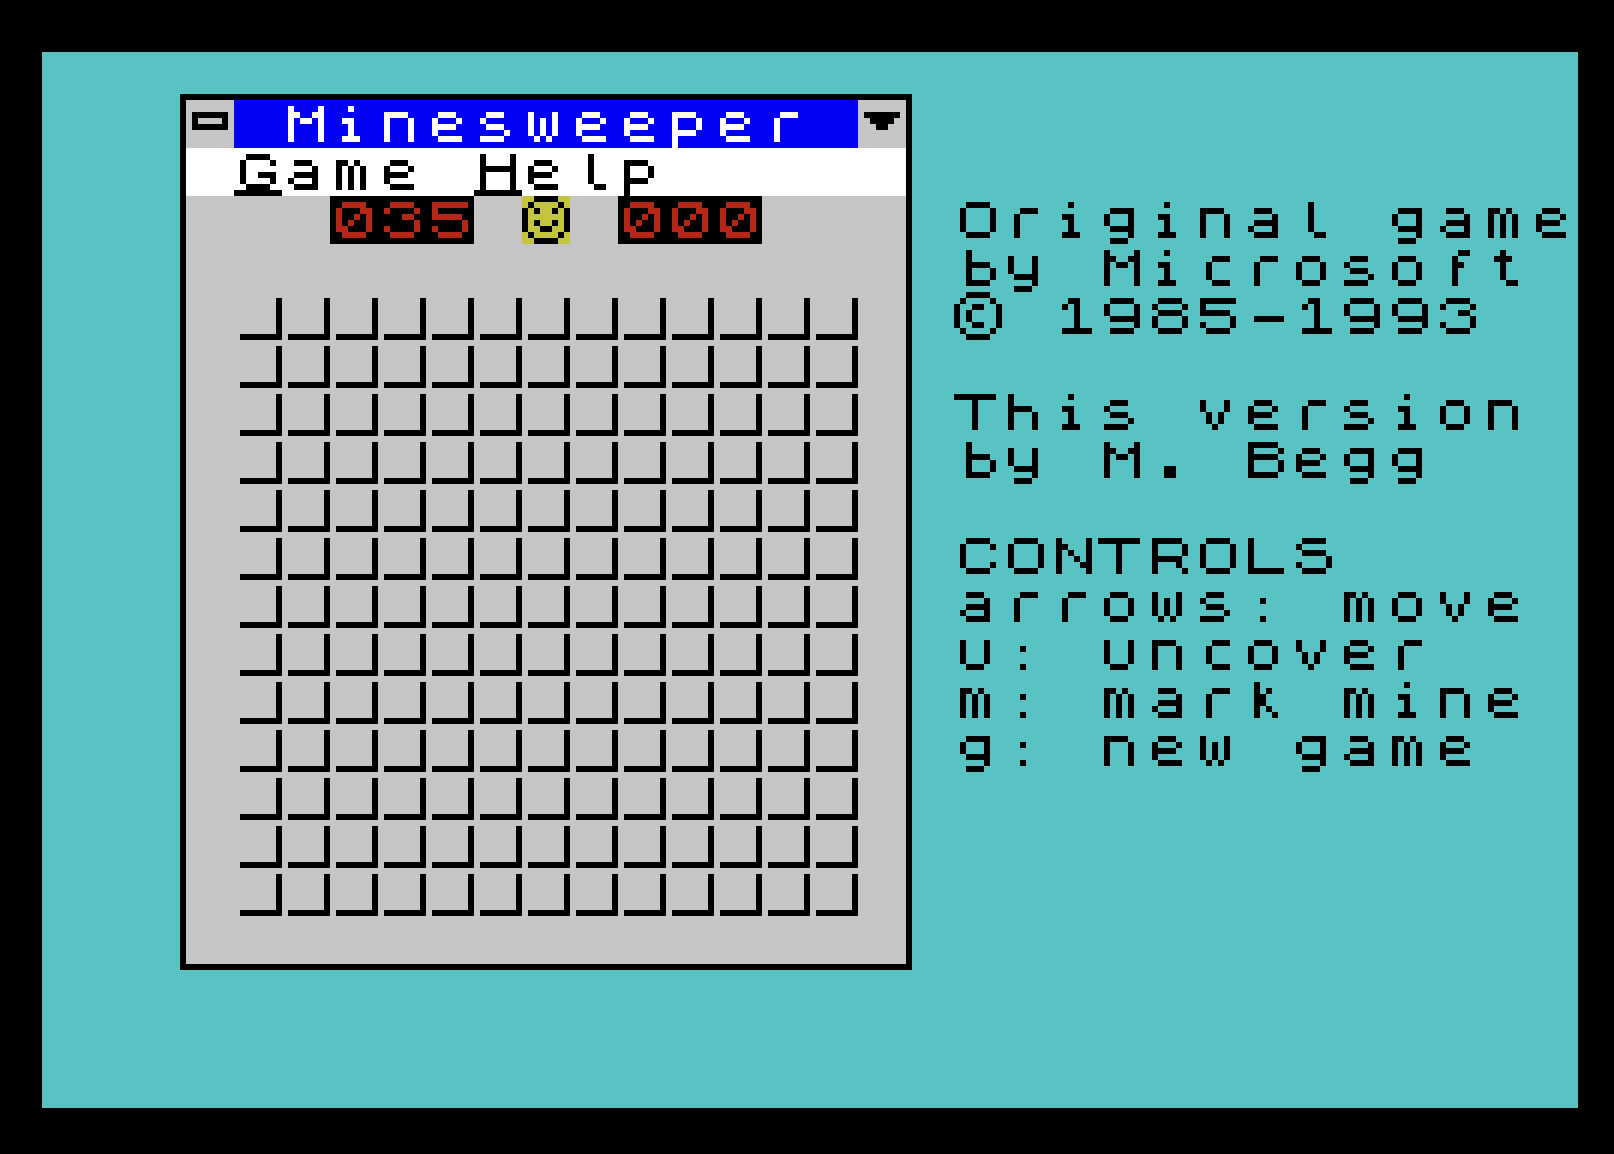 Minesweeper
Game Help
035 000
Original game
by Microsoft
© 1985-1993
This version
by M. Begg
CONTROLS
arrows: move
u: uncover
m: mark mine
g: new game